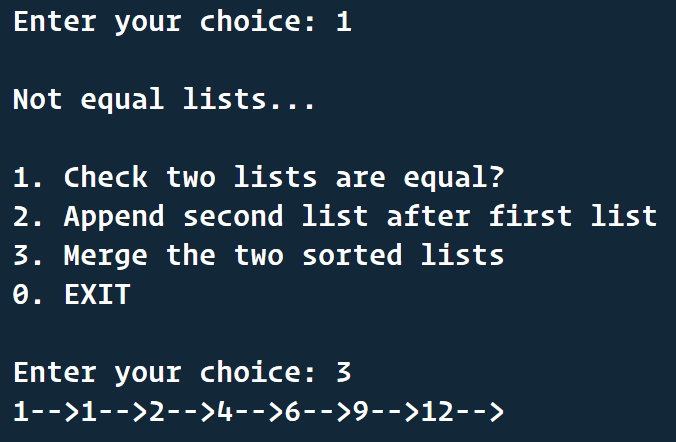 Enter your choice: 1
Not equal lists...
1. Check two lists are equal?
2. Append second list after first list
3. Merge the two sorted lists
0. EXIT
Enter your choice: 3
1-->1-->2-->4-->6-->9-->12-->